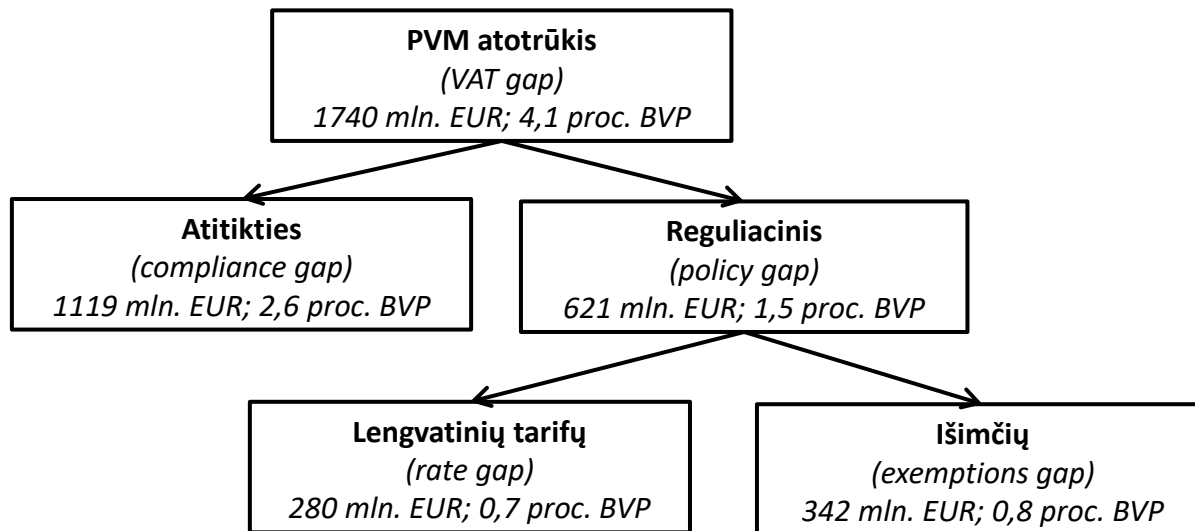 PVM atotrūkis
(VAT gap)
1740 mln. EUR; 4,1 proc. BVP
Atitikties
(compliance gap)
1119 mln. EUR; 2,6 proc. BVP
Reguliacinis
(policy gap)
621 mln. EUR; 1,5 proc. BVP
Lengvatinių tarifų
(rate gap)
280 mln. EUR; 0,7 proc. BVP
Išimčių
(exemptions gap)
342 mln. EUR; 0,8 proc. BVP